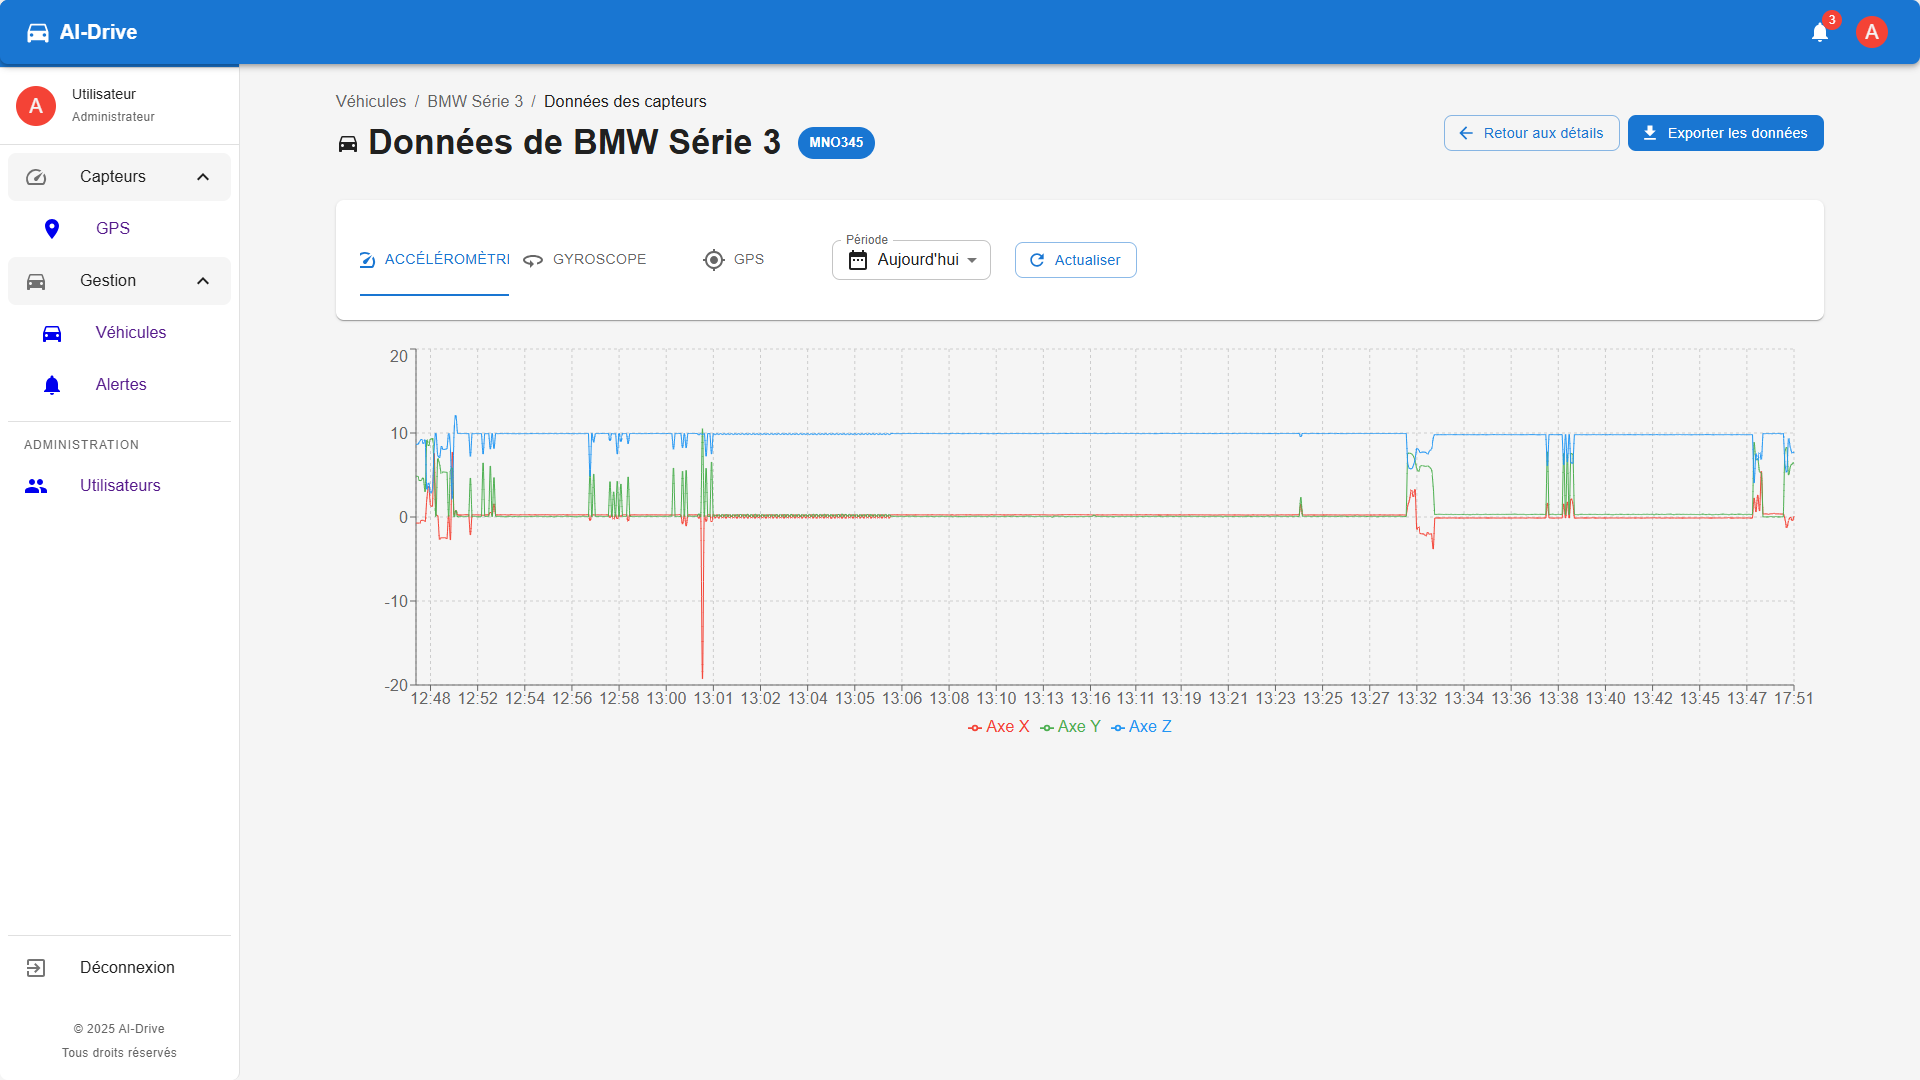 AI-Drive
3
A
A
Utilisateur
Administrateur
Capteurs
GPS
Gestion
Véhicules
Alertes
ADMINISTRATION
Utilisateurs
Déconnexion
© 2025 AI-Drive
Tous droits réservés
Véhicules / BMW Série 3 / Données des capteurs
Données de BMW Série 3 MNO345
Retour aux détails
Exporter les données
ACCÉLÉROMÈTRI
GYROSCOPE
GPS
Période
Aujourd'hui
Actualiser
20
10
0
-10
-20
12:48 12:52 12:54 12:56 12:58 13:00 13:01 13:02 13:04 13:05 13:06 13:08 13:10 13:13 13:16 13:11 13:19 13:21 13:23 13:25 13:27 13:32 13:34 13:36 13:38 13:40 13:42 13:45 13:47 17:51
Axe X Axe Y Axe Z